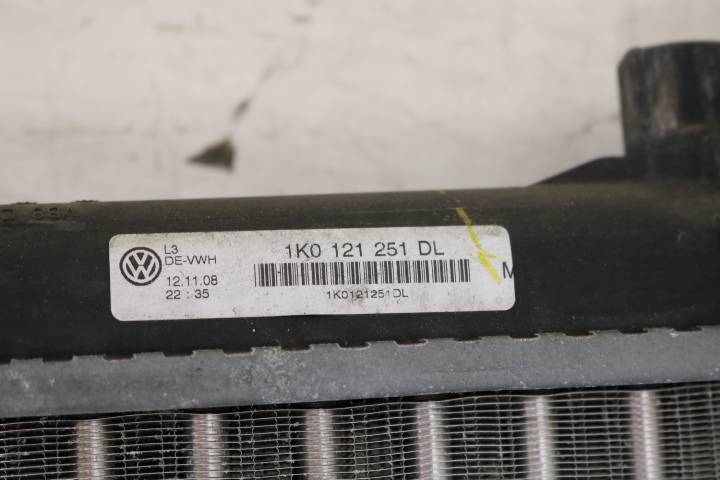 L3
DE-VWH
12.11.08
22 : 35
1K0 121 251 DL
1K0121251DL
M